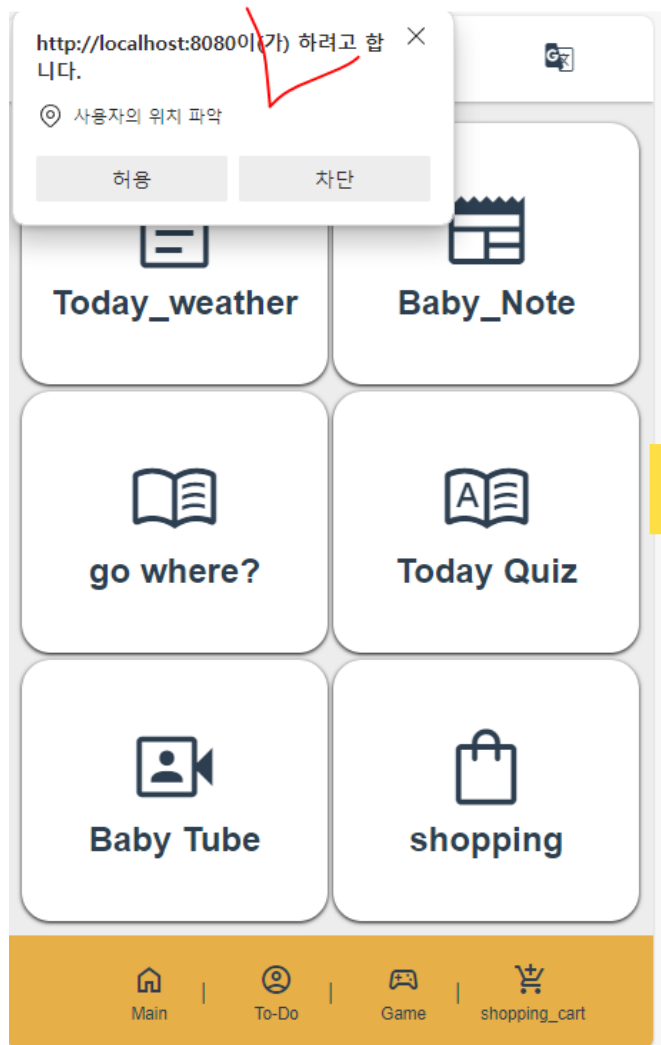 http://localhost:8080이(가) 하려고 합
니다.
사용자의 위치 파악
허용 차단
Today_weather Baby_Note
go where? Today Quiz
Baby Tube shopping
Main | To-Do | Game | shopping_cart